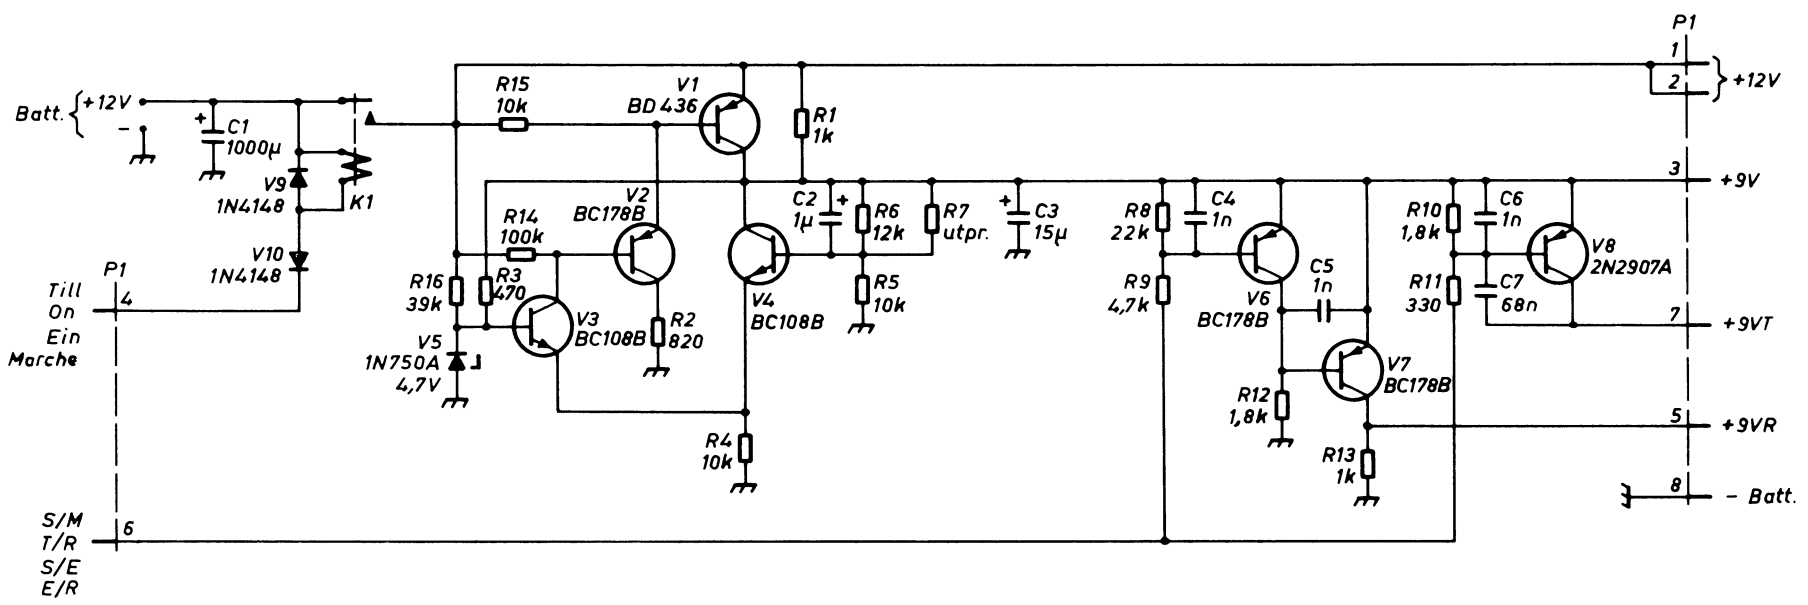 P1
1
2
+12V
Batt.
+12V
-
+
C1
1000µ
V9
1N4148
K1
V10
1N4148
P1
Till
On
Ein
Marche
4
R15
10k
V1
BD436
R1
1k
3
+9V
V2
BC178B
R14
100k
C2
1µ
+
R6
12k
R7
utpr.
+
C3
15µ
R8
22k
C4
1n
R10
1,8k
C6
1n
V8
2N2907A
R16
39k
R3
470
V4
BC108B
R5
10k
R9
4,7k
V6
BC178B
C5
1n
R11
330
C7
68n
V3
BC108B
R2
820
7
+9VT
V5
1N750A
4,7V
V7
BC178B
R12
1,8k
5
+9VR
R4
10k
R13
1k
8
- Batt.
S/M
T/R
S/E
E/R
6